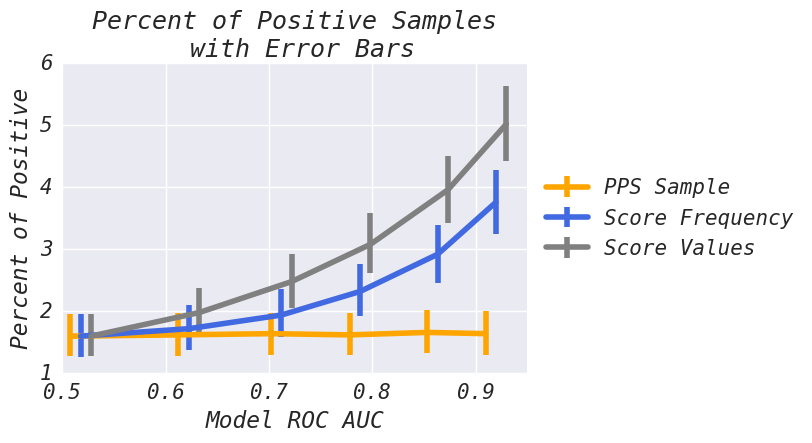 Percent of Positive Samples
with Error Bars
Percent of Positive
6
5
4
3
2
1
0.5 0.6 0.7 0.8 0.9
Model ROC AUC
PPS Sample
Score Frequency
Score Values